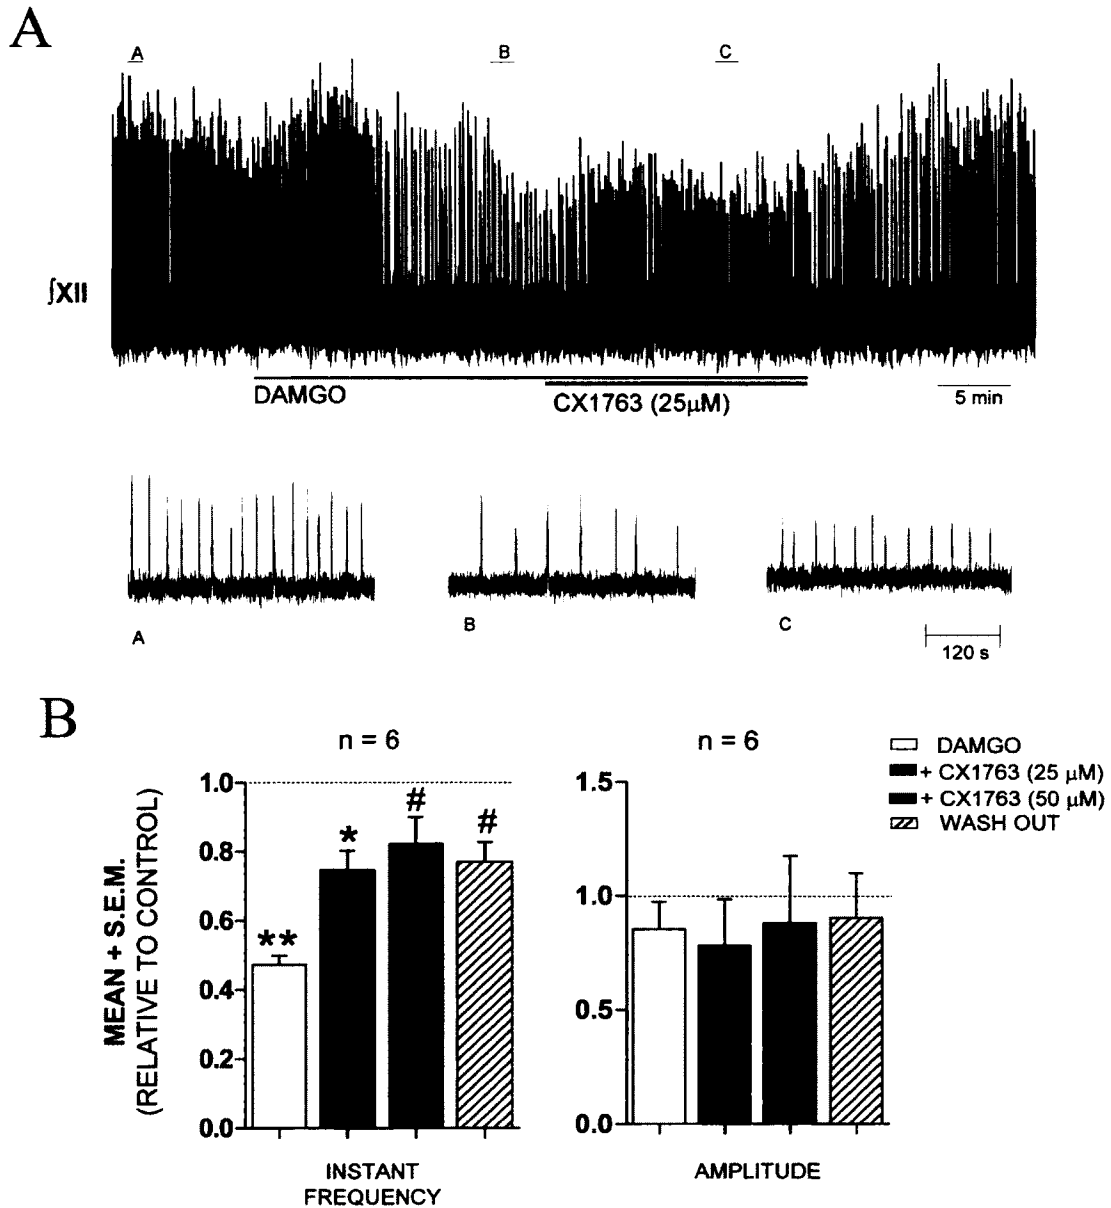 A
A B C
∫XII
DAMGO
CX1763 (25μM)
5 min
A B C
120 s
B
n = 6
n = 6
DAMGO
+ CX1763 (25 μM)
+ CX1763 (50 μM)
WASH OUT
MEAN + S.E.M.
(RELATIVE TO CONTROL)
1.0
0.8
0.6
0.4
0.2
0.0
**
*
#
#
INSTANT
FREQUENCY
1.5
1.0
0.5
0.0
AMPLITUDE